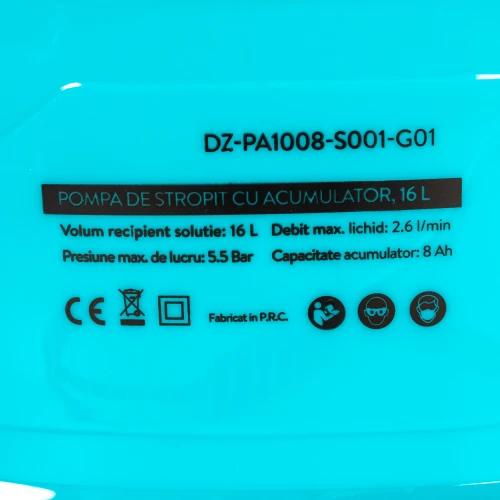 DZ-PA1008-S001-G01
POMPA DE STROPIT CU ACUMULATOR, 16 L
Volum recipient solutie: 16 L Debit max. lichid: 2.6 l/min
Presiune max. de lucru: 5.5 Bar Capacitate acumulator: 8 Ah
CE Fabricat in P.R.C.